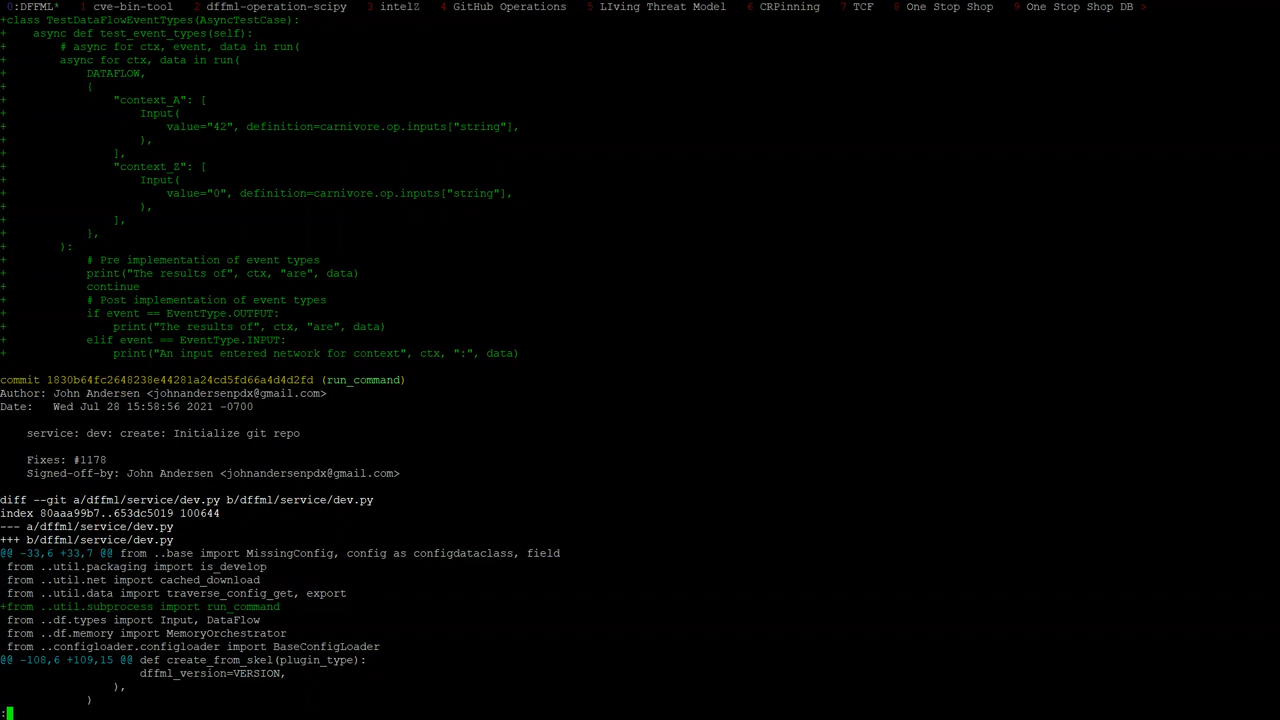 0:DFFML* 1 cve-bin-tool 2 dffml-operation-scipy 3 intelZ 4 GitHub Operations 5 LIving Threat Model 6 CRPinning 7 TCF 8 One Stop Shop 9 One Stop Shop DB >
+class TestDataFlowEventTypes(AsyncTestCase):
+    async def test_event_types(self):
+        # async for ctx, event, data in run(
+        async for ctx, data in run(
+            DATAFLOW,
+            {
+                "context_A": [
+                    Input(
+                        value="42", definition=carnivore.op.inputs["string"],
+                    ),
+                ],
+                "context_Z": [
+                    Input(
+                        value="0", definition=carnivore.op.inputs["string"],
+                    ),
+                ],
+            },
+        ):
+            # Pre implementation of event types
+            print("The results of", ctx, "are", data)
+            continue
+            # Post implementation of event types
+            if event == EventType.OUTPUT:
+                print("The results of", ctx, "are", data)
+            elif event == EventType.INPUT:
+                print("An input entered network for context", ctx, ":", data)
commit 1830b64fc2648238e44281a24cd5fd66a4d4d2fd (run_command)
Author: John Andersen <johnandersenpdx@gmail.com>
Date:   Wed Jul 28 15:58:56 2021 -0700
    service: dev: create: Initialize git repo
    Fixes: #1178
    Signed-off-by: John Andersen <johnandersenpdx@gmail.com>
diff --git a/dffml/service/dev.py b/dffml/service/dev.py
index 80aaa99b7..653dc5019 100644
--- a/dffml/service/dev.py
+++ b/dffml/service/dev.py
@@ -33,6 +33,7 @@ from ..base import MissingConfig, config as configdataclass, field
 from ..util.packaging import is_develop
 from ..util.net import cached_download
 from ..util.data import traverse_config_get, export
+from ..util.subprocess import run_command
 from ..df.types import Input, DataFlow
 from ..df.memory import MemoryOrchestrator
 from ..configloader.configloader import BaseConfigLoader
@@ -108,6 +109,15 @@ def create_from_skel(plugin_type):
                     dffml_version=VERSION,
                 ),
             )
: